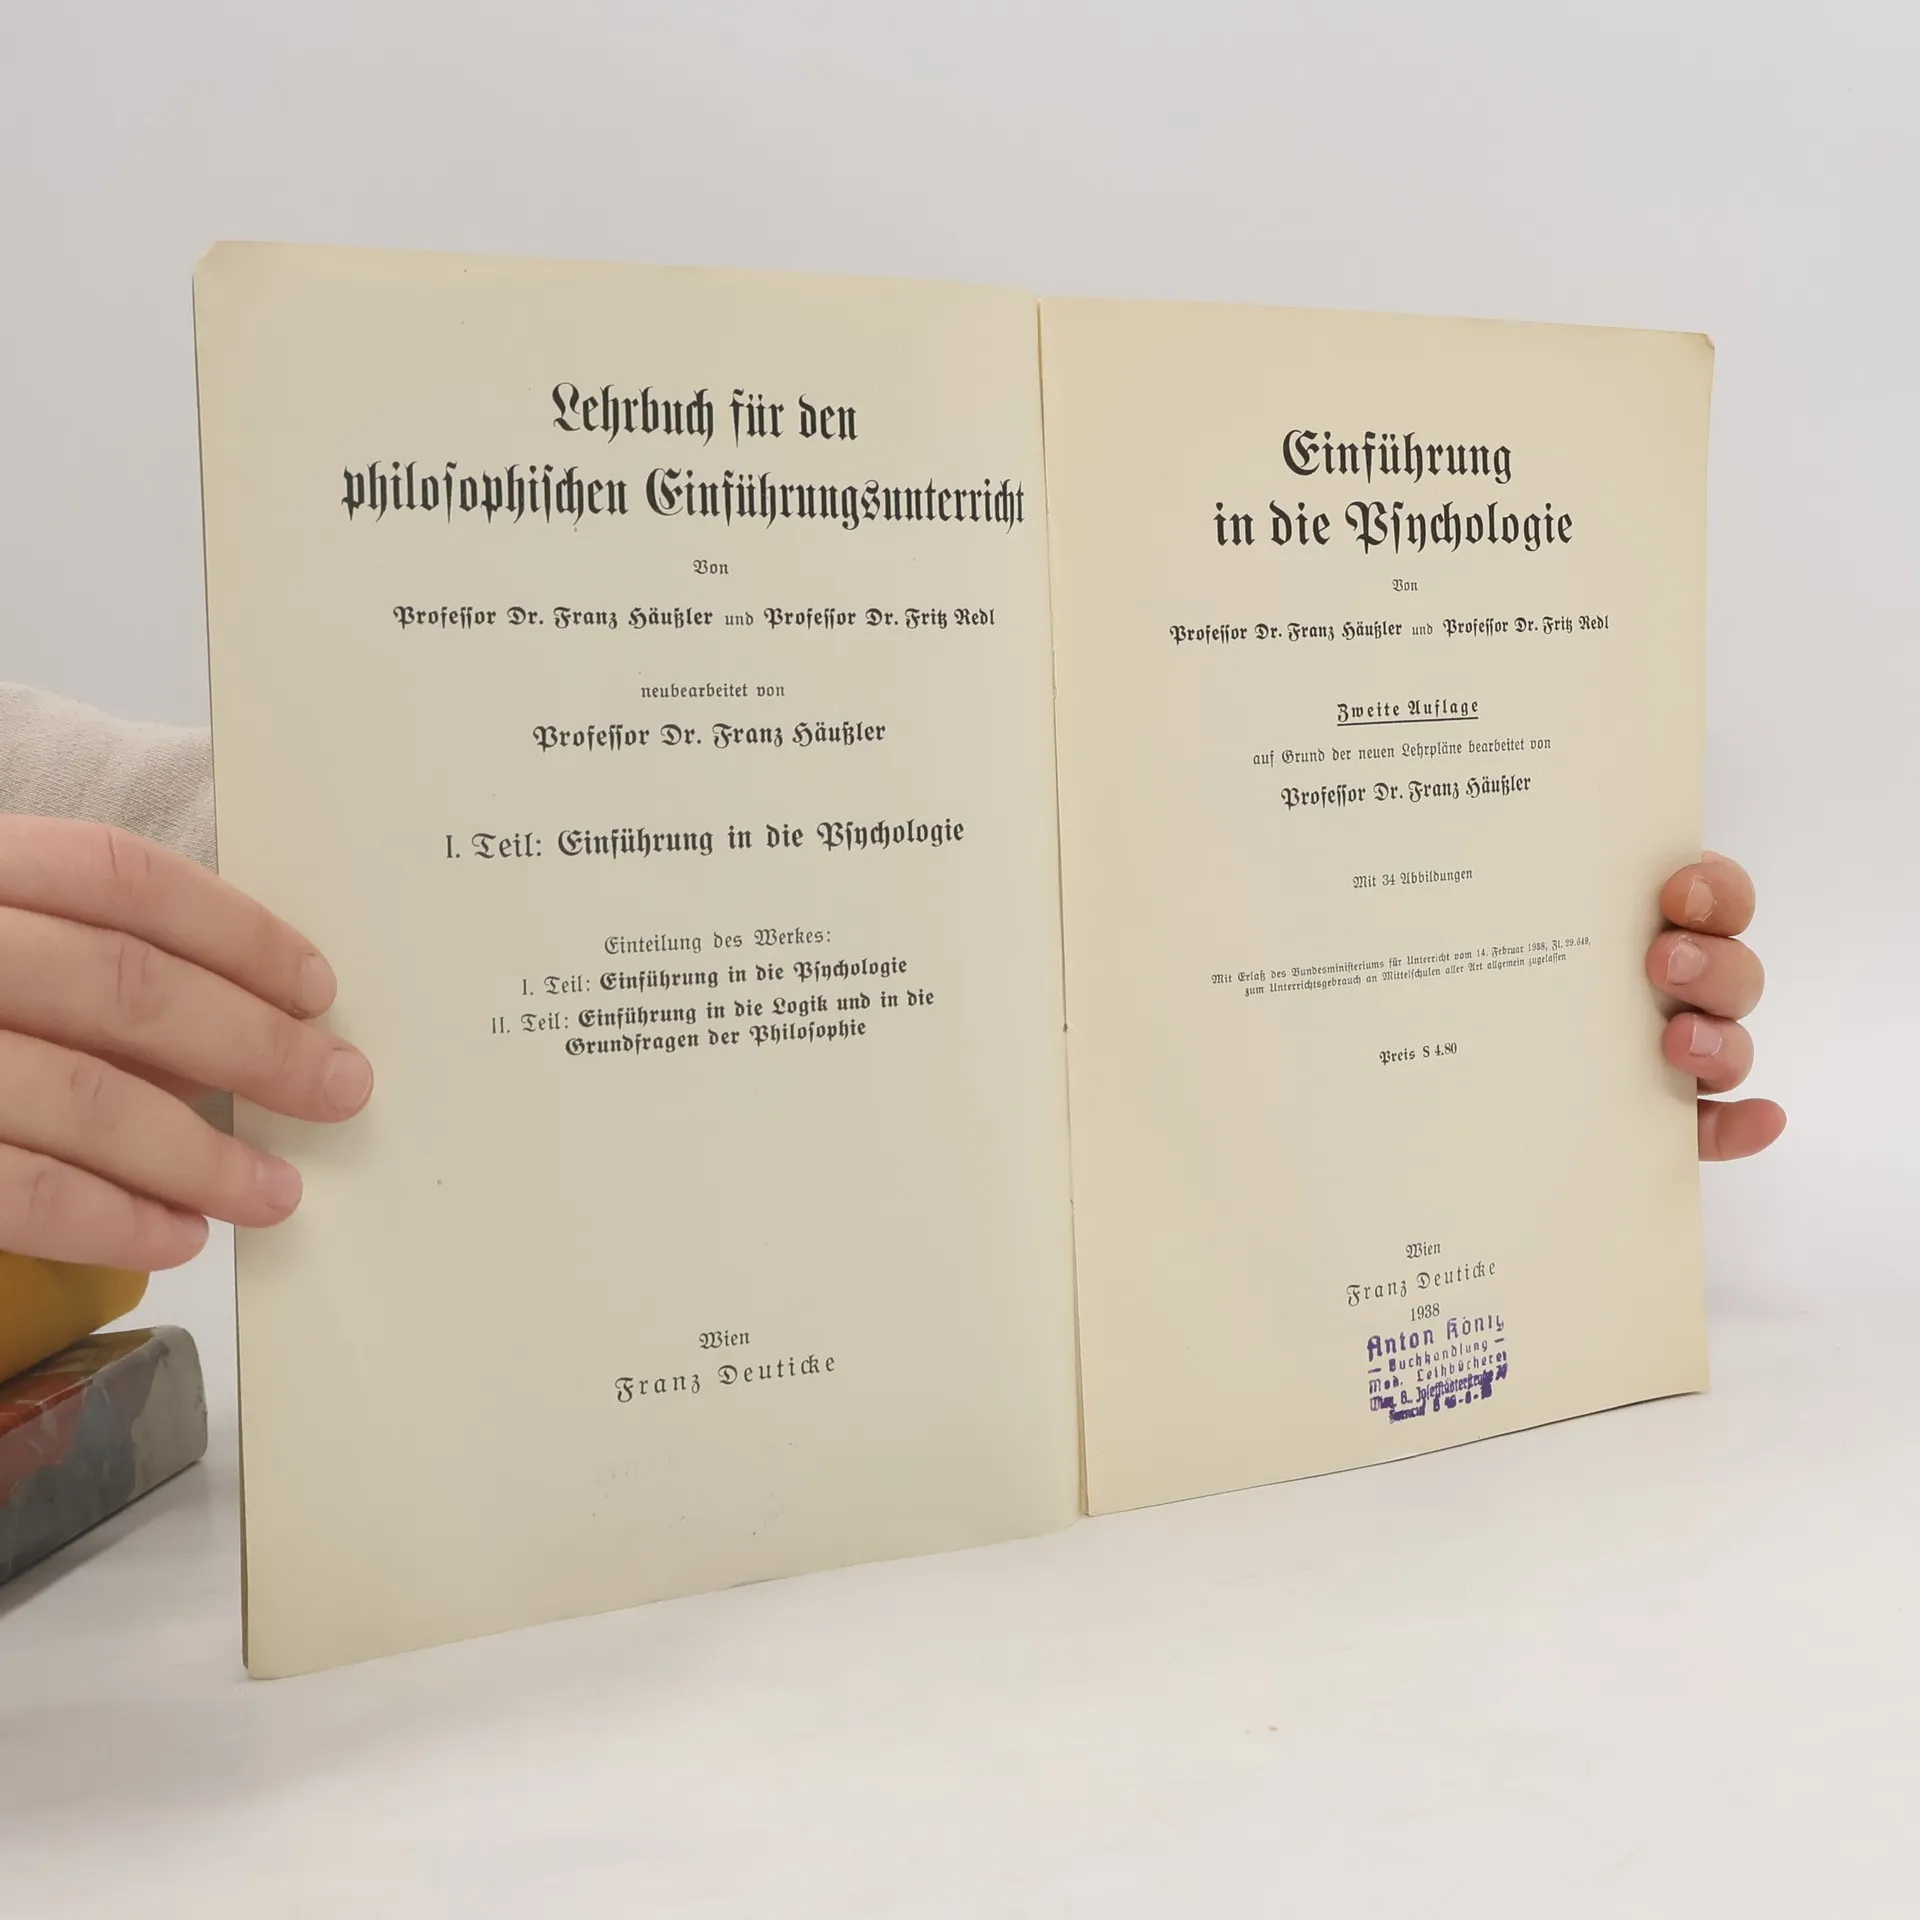 Lehrbuch für den
philosophischen Einführungsunterricht
Von
Professor Dr. Franz Häußler und Professor Dr. Fritz Redl
neubearbeitet von
Professor Dr. Franz Häußler
I. Teil: Einführung in die Psychologie
Einteilung des Werkes:
I. Teil: Einführung in die Psychologie
II. Teil: Einführung in die Logik und in die
Grundfragen der Philosophie
Wien
Franz Deuticke
Einführung
in die Psychologie
Von
Professor Dr. Franz Häußler und Professor Dr. Fritz Redl
Zweite Auflage
auf Grund der neuen Lehrpläne bearbeitet von
Professor Dr. Franz Häußler
Mit 34 Abbildungen
Mit Erlaß des Bundesministeriums für Unterricht vom 14. Februar 1938, Zl. 29.649,
zum Unterrichtsgebrauch an Mittelschulen aller Art allgemein zugelassen
Preis S 4.80
Wien
Franz Deuticke
1938
Anton König
— Buchhandlung —
Mod. Leihbücherei